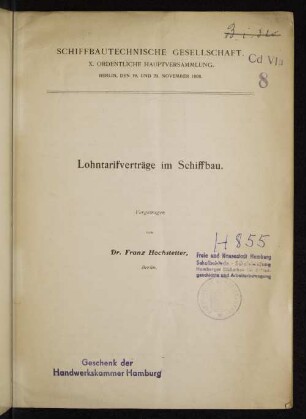 SCHIFFBAUTECHNISCHE GESELLSCHAFT.
Cd VIa
X. ORDENTLICHE HAUPTVERSAMMLUNG.
8
BERLIN, DEN 19. UND 21. NOVEMBER 1908.
Lohntarifverträge im Schiffbau.
Vorgetragen
von
Dr. Franz Hochstetter,
Berlin.
H 855
Freie und Hansestadt Hamburg
Geschenk der
Handwerkskammer Hamburg